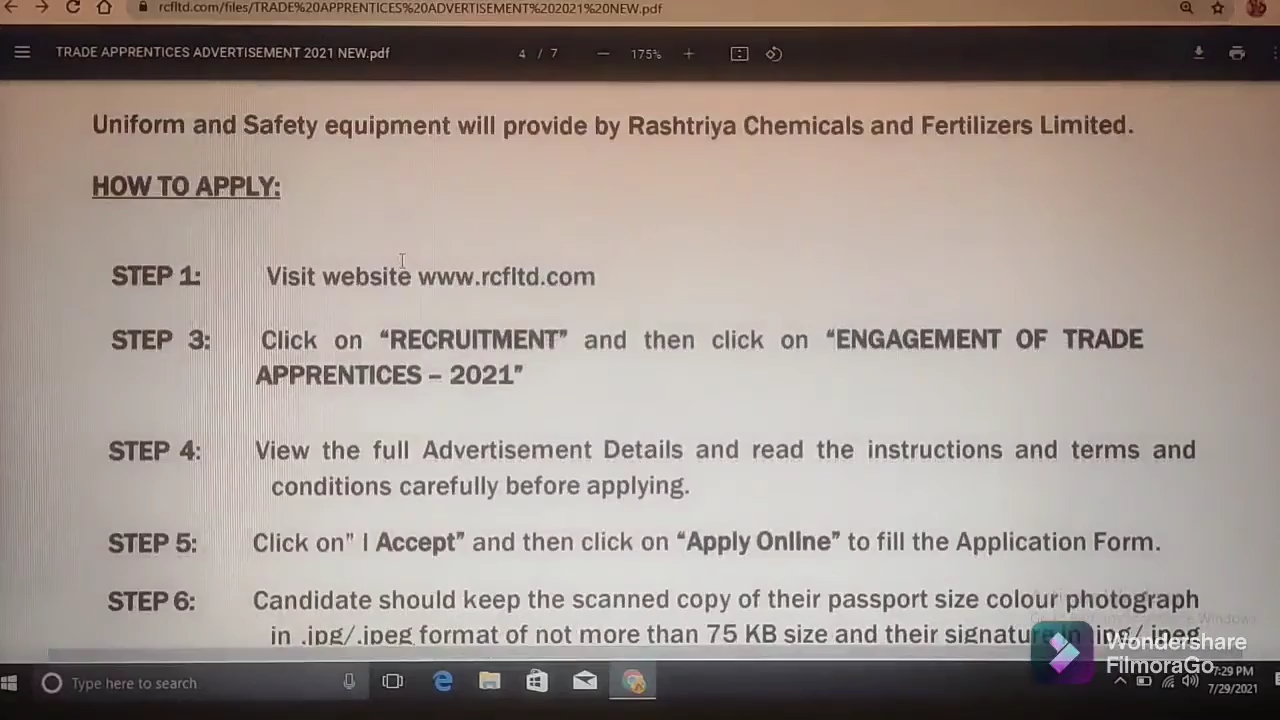 rcfltd.com/files/TRADE%20APPRENTICES%20ADVERTISEMENT%202021%20NEW.pdf
TRADE APPRENTICES ADVERTISEMENT 2021 NEW.pdf 4 / 7 — 175% +
Uniform and Safety equipment will provide by Rashtriya Chemicals and Fertilizers Limited.
HOW TO APPLY:
STEP 1: Visit website www.rcfltd.com
STEP 3: Click on “RECRUITMENT” and then click on “ENGAGEMENT OF TRADE
APPRENTICES – 2021”
STEP 4: View the full Advertisement Details and read the instructions and terms and
conditions carefully before applying.
STEP 5: Click on” I Accept” and then click on “Apply Online” to fill the Application Form.
STEP 6: Candidate should keep the scanned copy of their passport size colour photograph
in .jpg/.jpeg format of not more than 75 KB size and their signature in .jpg/.jpeg
Wondershare
FilmoraGo
Type here to search
7:29 PM
7/29/2021